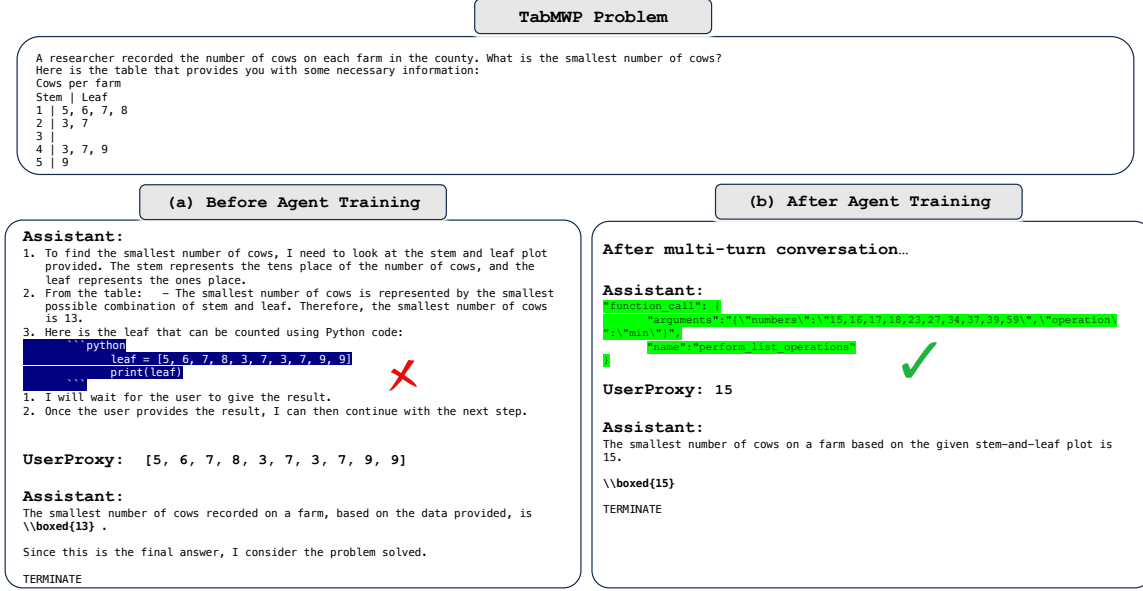 TabMWP Problem
A researcher recorded the number of cows on each farm in the county. What is the smallest number of cows?
Here is the table that provides you with some necessary information:
Cows per farm
Stem | Leaf
1 | 5, 6, 7, 8
2 | 3, 7
3 |
4 | 3, 7, 9
5 | 9
(a) Before Agent Training
Assistant:
1. To find the smallest number of cows, I need to look at the stem and leaf plot
provided. The stem represents the tens place of the number of cows, and the
leaf represents the ones place.
2. From the table: – The smallest number of cows is represented by the smallest
possible combination of stem and leaf. Therefore, the smallest number of cows
is 13.
3. Here is the leaf that can be counted using Python code:
```python
leaf = [5, 6, 7, 8, 3, 7, 3, 7, 9, 9]
print(leaf)
```
1. I will wait for the user to give the result.
2. Once the user provides the result, I can then continue with the next step.
UserProxy: [5, 6, 7, 8, 3, 7, 3, 7, 9, 9]
Assistant:
The smallest number of cows recorded on a farm, based on the data provided, is
\\boxed{13} .
Since this is the final answer, I consider the problem solved.
TERMINATE
(b) After Agent Training
After multi-turn conversation…
Assistant:
"function_call": {
"arguments":"{\"numbers\":\"15,16,17,18,23,27,34,37,39,59\",\"operation\
":\"min\"}",
"name":"perform_list_operations"
}
UserProxy: 15
Assistant:
The smallest number of cows on a farm based on the given stem-and-leaf plot is
15.
\\boxed{15}
TERMINATE